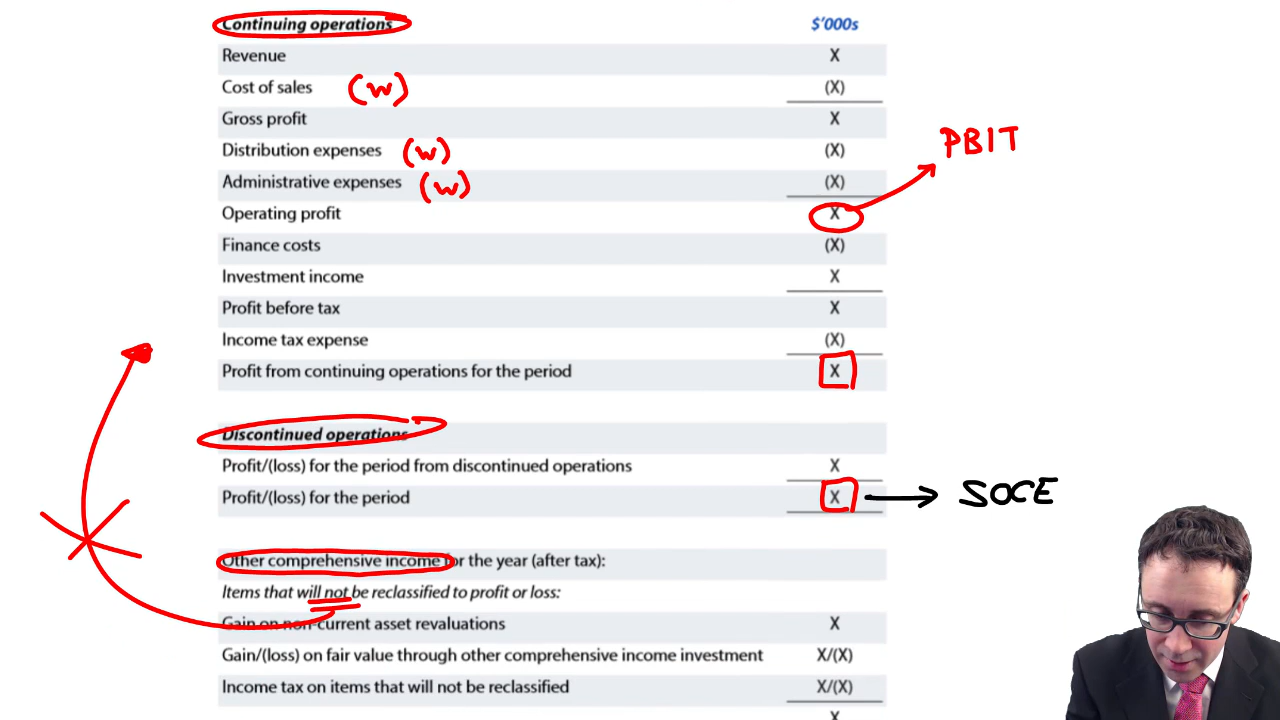 Continuing operations $'000s
Revenue X
Cost of sales (W) (X)
Gross profit X
Distribution expenses (W) (X)
PBIT
Administrative expenses (W) (X)
Operating profit X
Finance costs (X)
Investment income X
Profit before tax X
Income tax expense (X)
Profit from continuing operations for the period X
Discontinued operations
Profit/(loss) for the period from discontinued operations X
Profit/(loss) for the period X SOCE
Other comprehensive income for the year (after tax):
Items that will not be reclassified to profit or loss:
Gain on non-current asset revaluations X
Gain/(loss) on fair value through other comprehensive income investment X/(X)
Income tax on items that will not be reclassified X/(X)
X